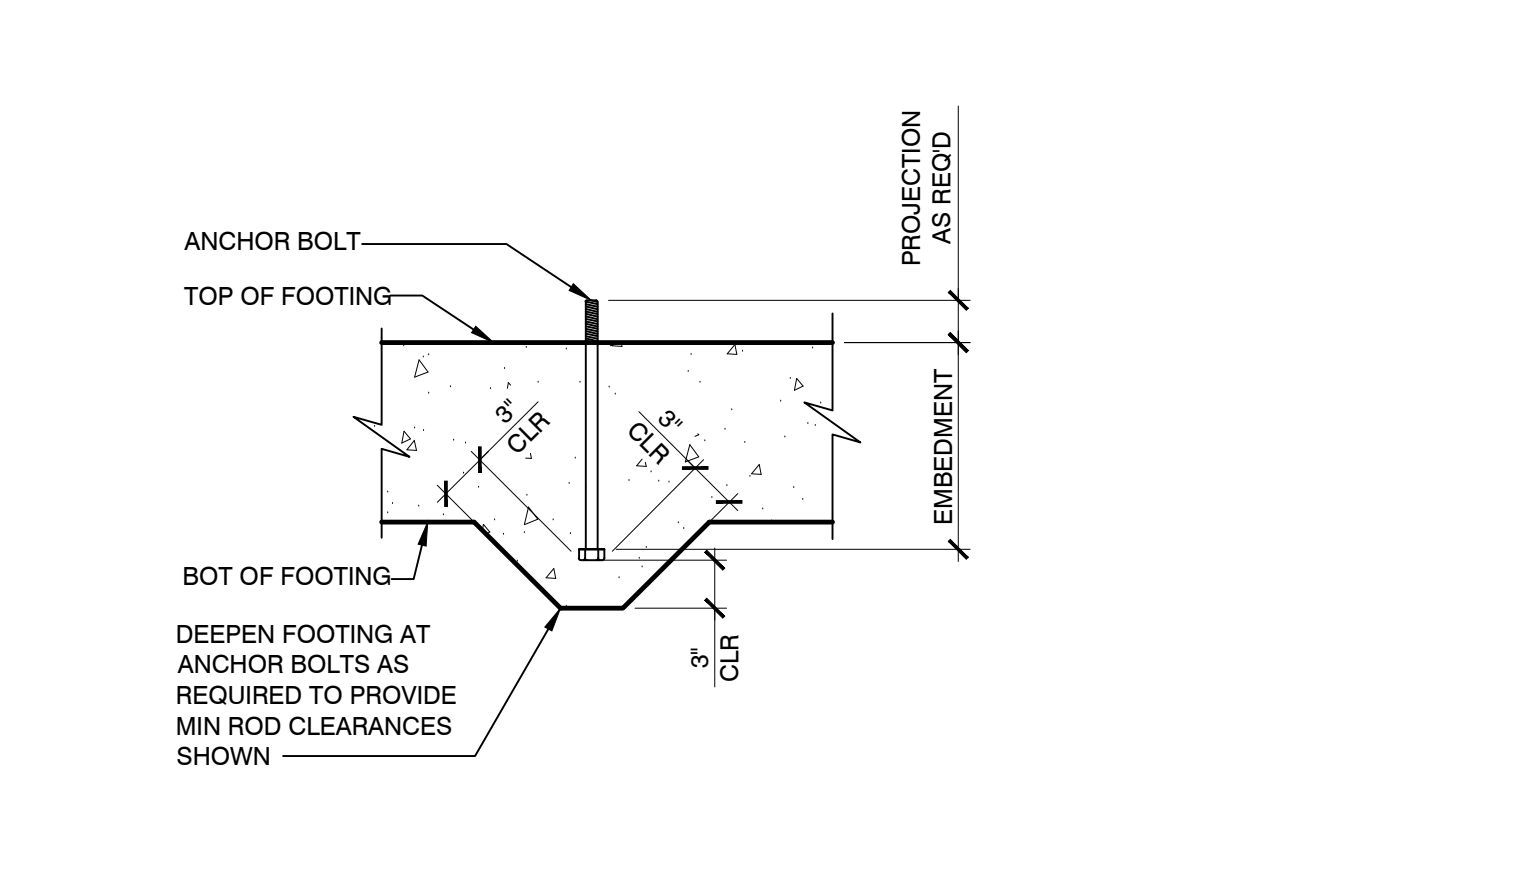 PROJECTION
AS REQ'D
ANCHOR BOLT
TOP OF FOOTING
3"
CLR
3"
CLR
EMBEDMENT
BOT OF FOOTING
DEEPEN FOOTING AT
ANCHOR BOLTS AS
REQUIRED TO PROVIDE
MIN ROD CLEARANCES
SHOWN
3"
CLR